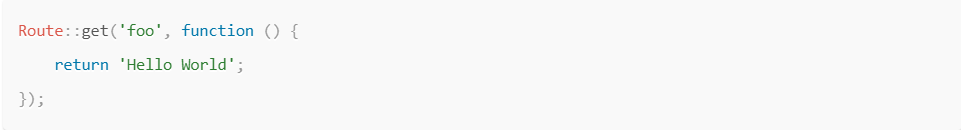 Route::get('foo', function () {
    return 'Hello World';
});